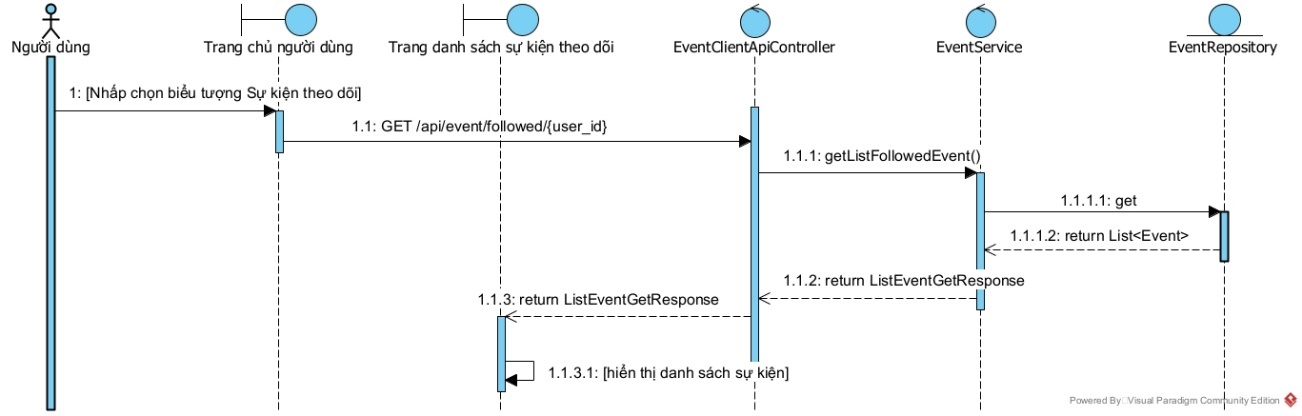 Người dùng
Trang chủ người dùng
Trang danh sách sự kiện theo dõi
EventClientApiController
EventService
EventRepository
1: [Nhấp chọn biểu tượng Sự kiện theo dõi]
1.1: GET /api/event/followed/{user_id}
1.1.1: getListFollowedEvent()
1.1.1.1: get
1.1.1.2: return List<Event>
1.1.2: return ListEventGetResponse
1.1.3: return ListEventGetResponse
1.1.3.1: [hiển thị danh sách sự kiện]
Powered By Visual Paradigm Community Edition